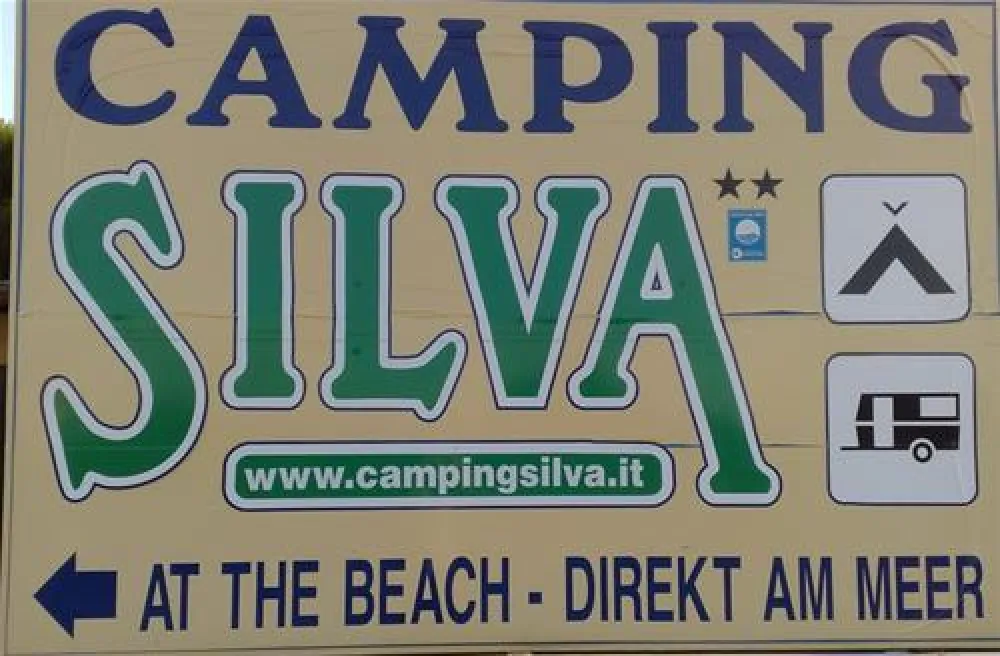 CAMPING
SILVA
www.campingsilva.it
AT THE BEACH - DIREKT AM MEER